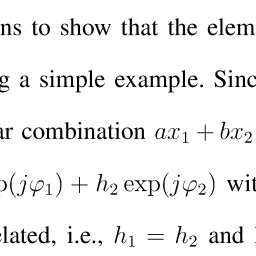 ns to show that the elem
g a simple example. Sinc
ar combination $ax_1 + bx_2$
p$(j\varphi_1) + h_2 \exp(j\varphi_2)$ wit
elated, i.e., $h_1 = h_2$ and